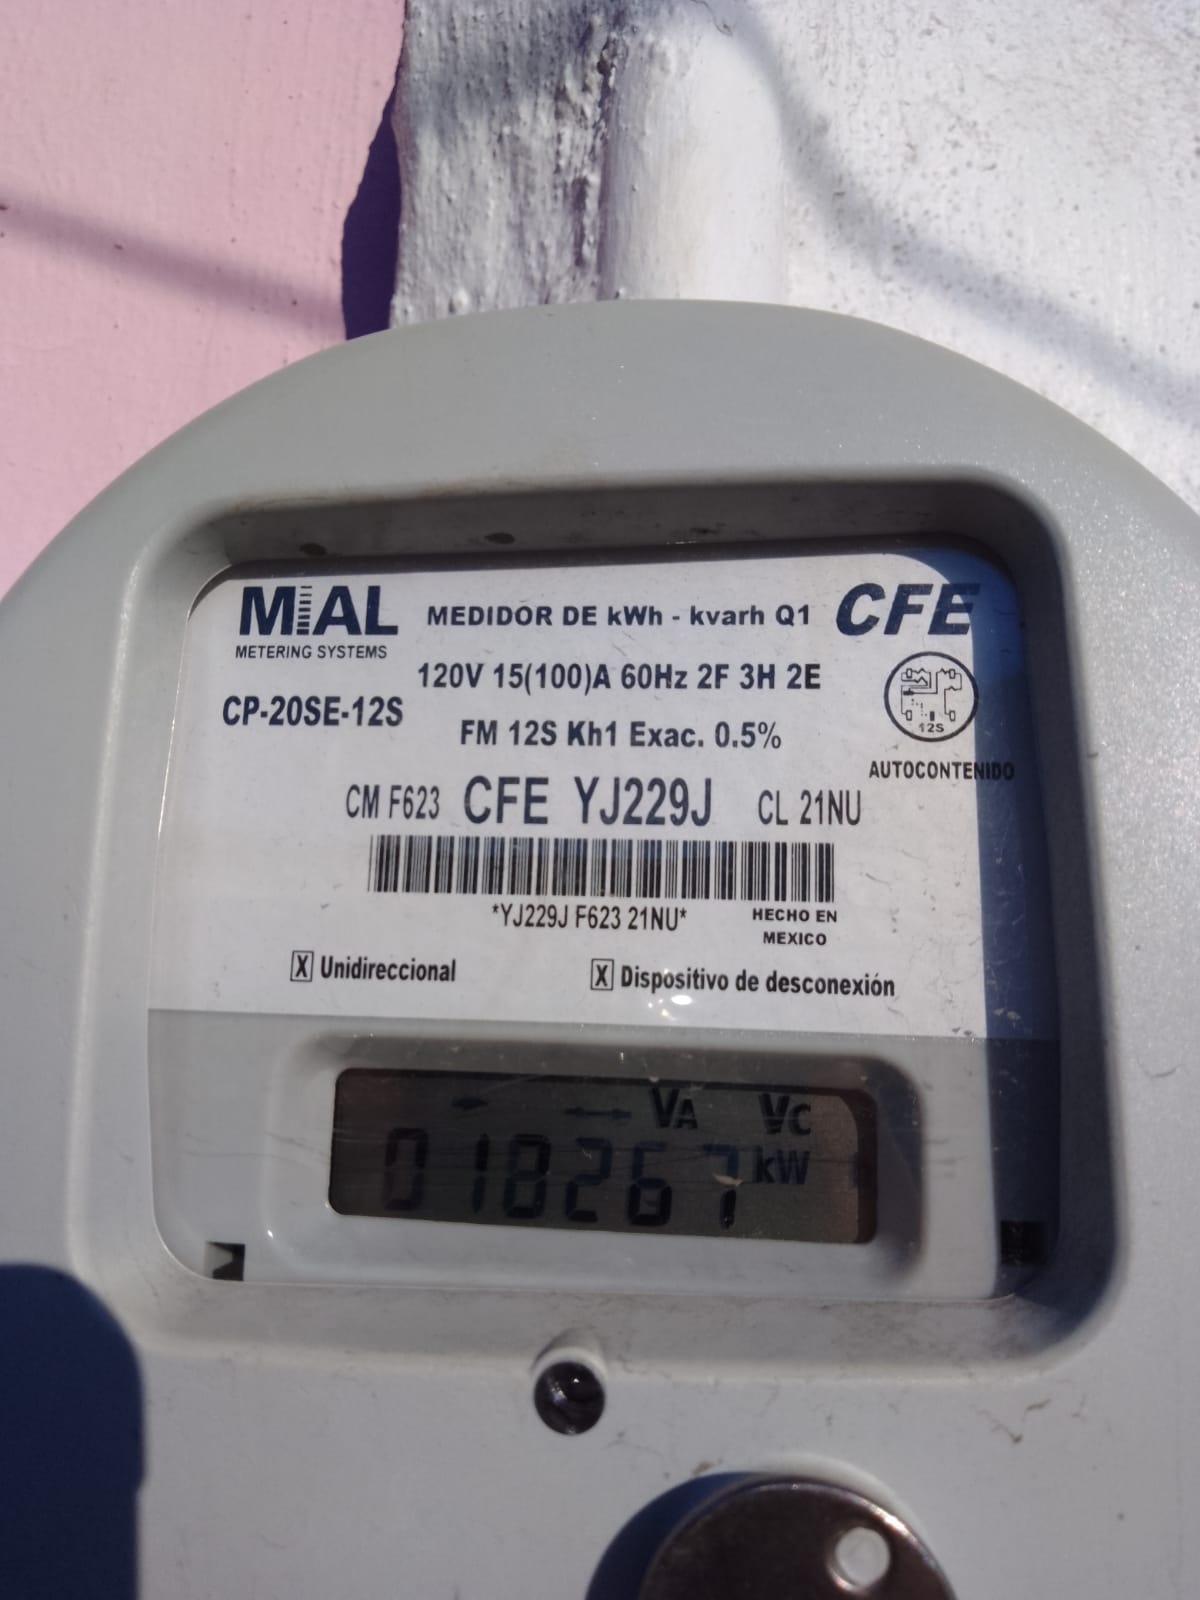 MIAL
METERING SYSTEMS
MEDIDOR DE kWh - kvarh Q1
CFE
120V 15(100)A 60Hz 2F 3H 2E
CP-20SE-12S
FM 12S Kh1 Exac. 0.5%
12S
AUTOCONTENIDO
CM F623 CFE YJ229J CL 21NU
*YJ229J F623 21NU*
HECHO EN
MEXICO
X Unidireccional
X Dispositivo de desconexión
VA VC
018267 kW